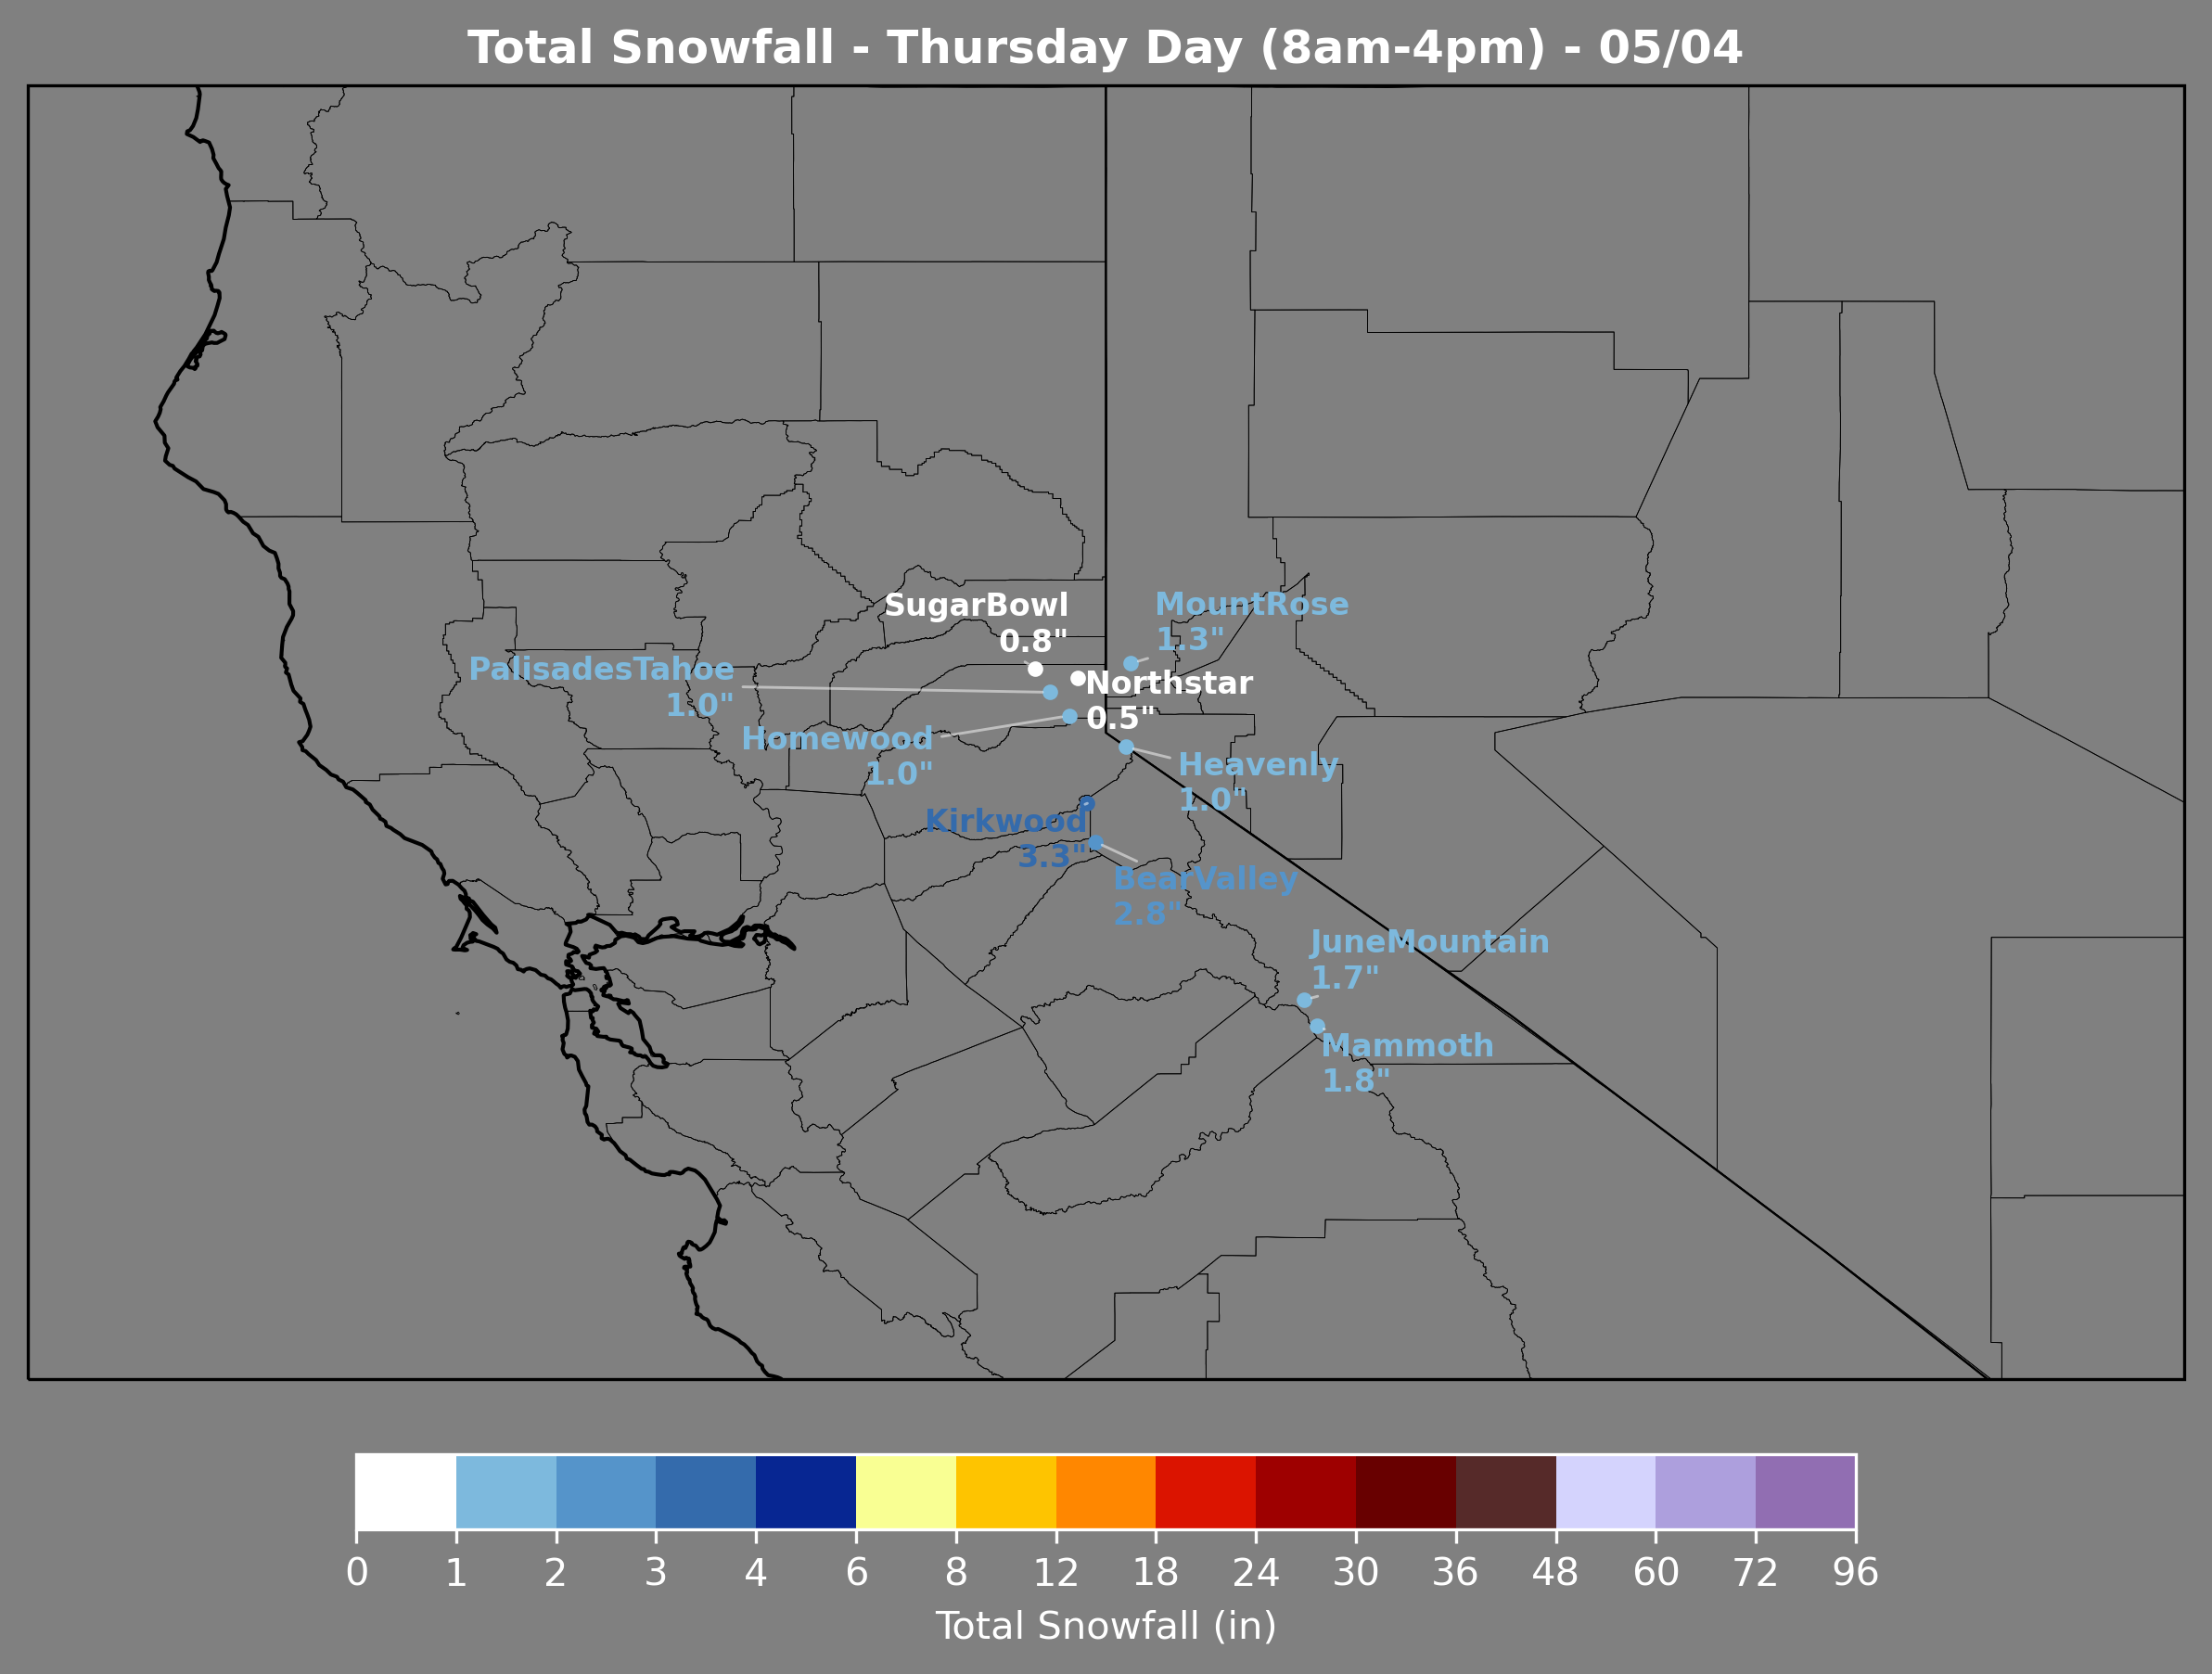 Total Snowfall - Thursday Day (8am-4pm) - 05/04
SugarBowl
0.8"
MountRose
1.3"
PalisadesTahoe
1.0"
Northstar
0.5"
Homewood
1.0"
Heavenly
1.0"
Kirkwood
3.3"
BearValley
2.8"
JuneMountain
1.7"
Mammoth
1.8"
0 1 2 3 4 6 8 12 18 24 30 36 48 60 72 96
Total Snowfall (in)